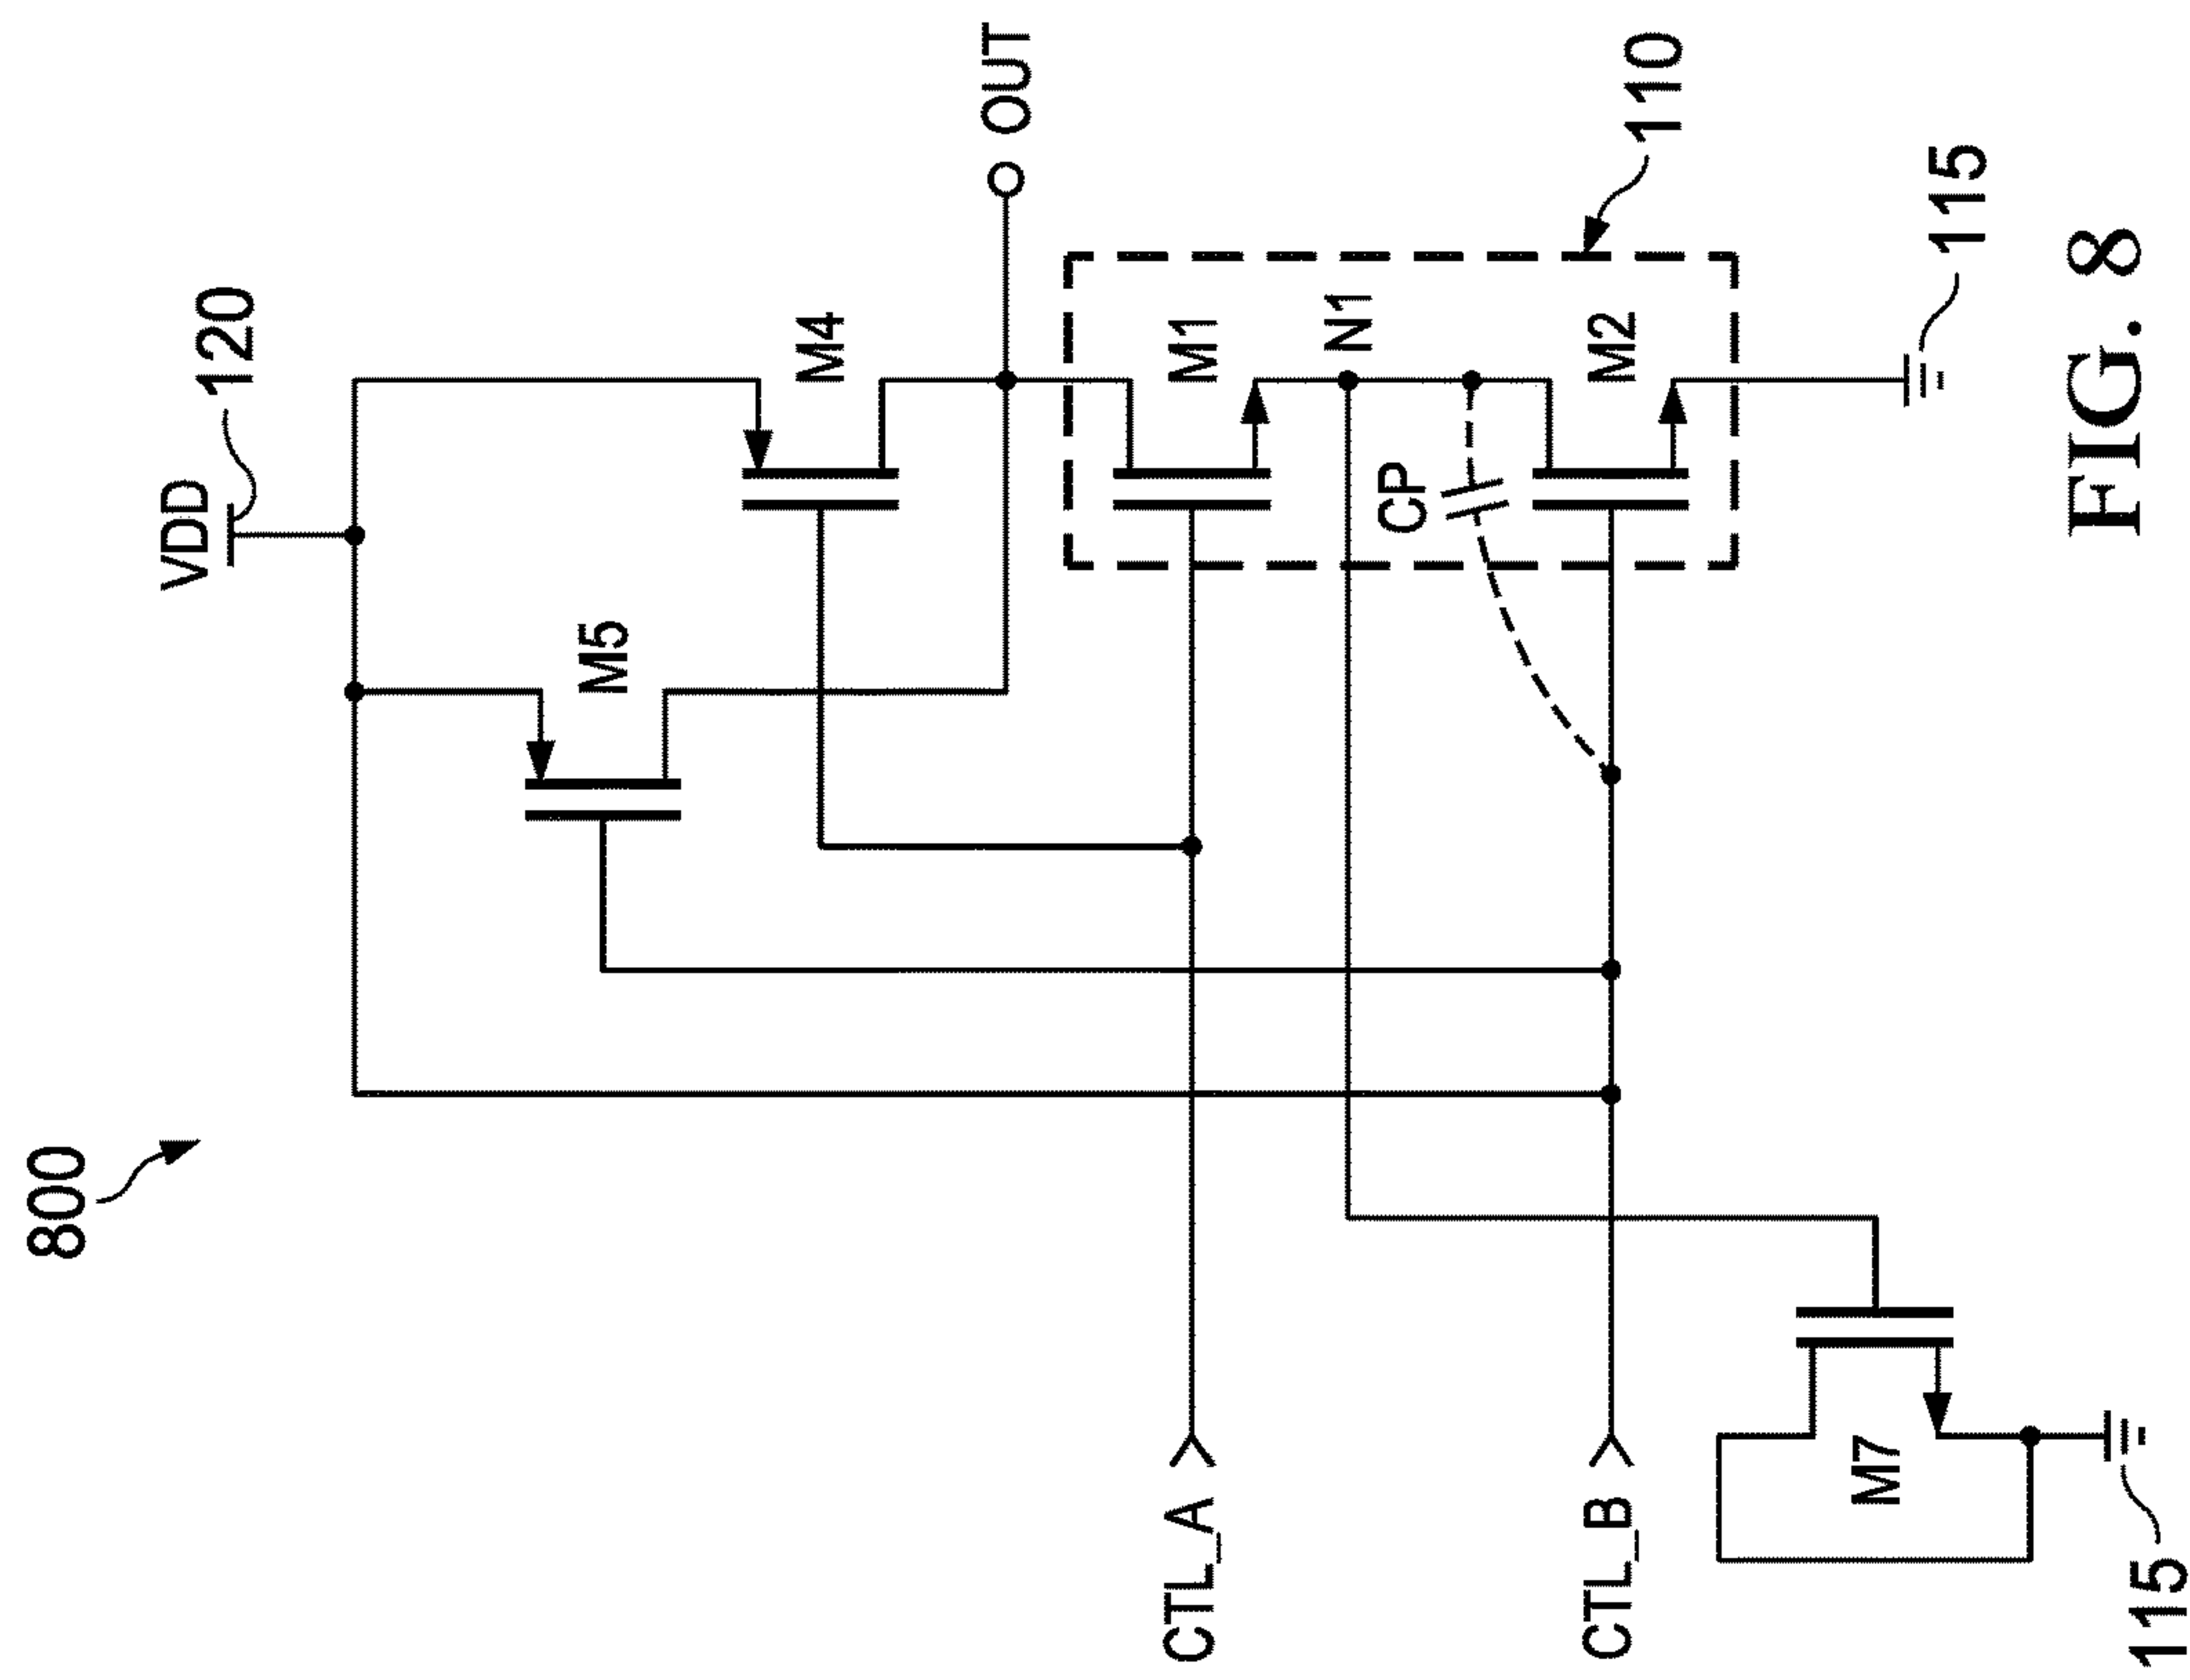 800
VDD
120
M5
M4
OUT
CTL_A
M1
110
N1
CP
CTL_B
M2
M7
115
115
FIG. 8